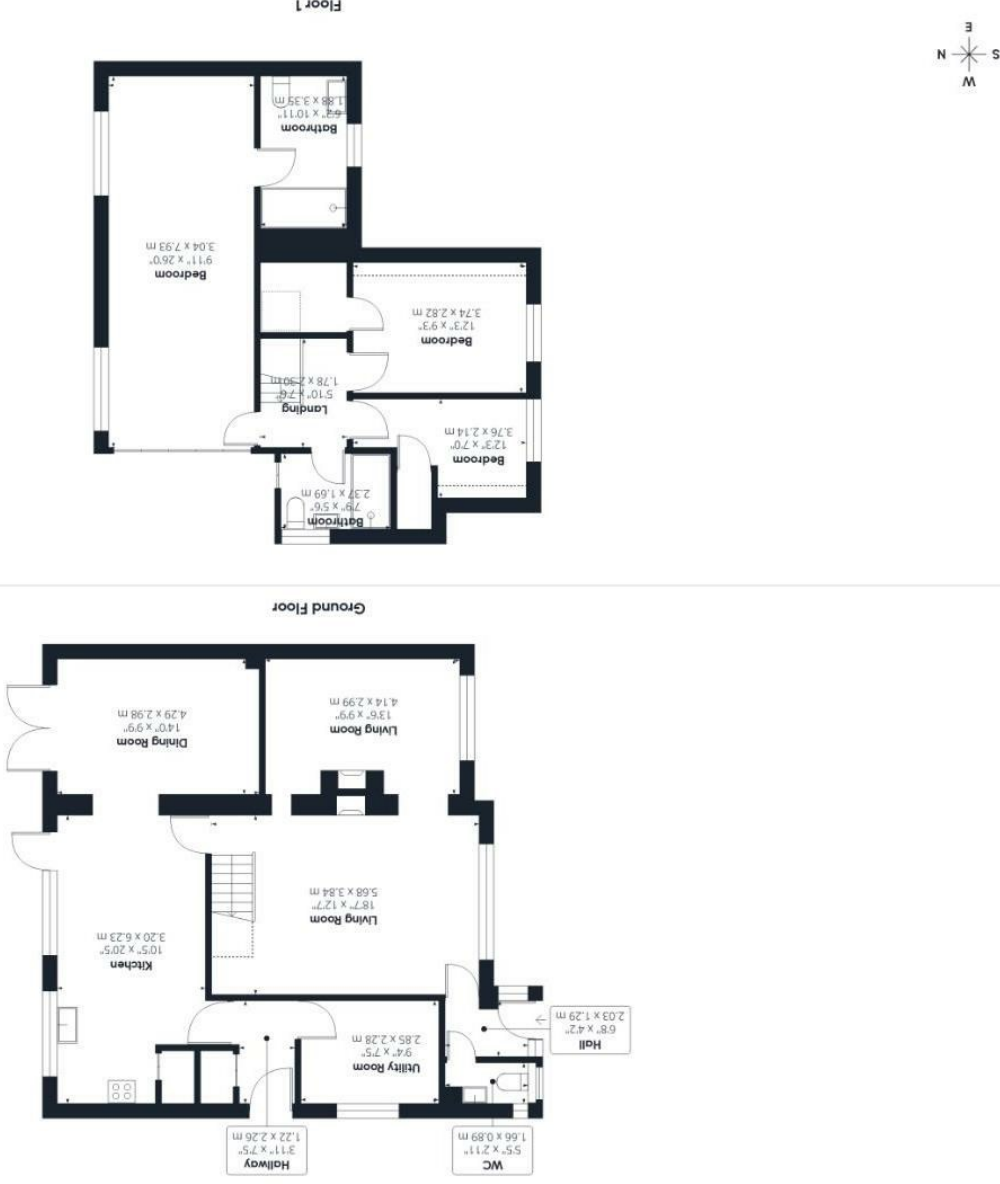 WC
5'5" x 2'11"
1.66 x 0.89 m
Hallway
3'11" x 7'5"
1.22 x 2.26 m
Hall
6'8" x 4'2"
2.03 x 1.29 m
Utility Room
9'4" x 7'5"
2.85 x 2.28 m
Kitchen
10'5" x 20'5"
3.20 x 6.23 m
Living Room
18'7" x 12'7"
5.68 x 3.84 m
Living Room
13'6" x 9'9"
4.14 x 2.99 m
Dining Room
14'0" x 9'9"
4.29 x 2.98 m
Ground Floor
Bathroom
7'9" x 5'6"
2.37 x 1.69 m
Bedroom
12'3" x 7'0"
3.76 x 2.14 m
Landing
5'10" x 7'6"
1.78 x 2.30 m
Bedroom
12'3" x 9'3"
3.74 x 2.82 m
Bedroom
9'11" x 26'0"
3.04 x 7.93 m
Bathroom
6'2" x 10'11"
1.88 x 3.35 m
W
S N
E
Floor 1